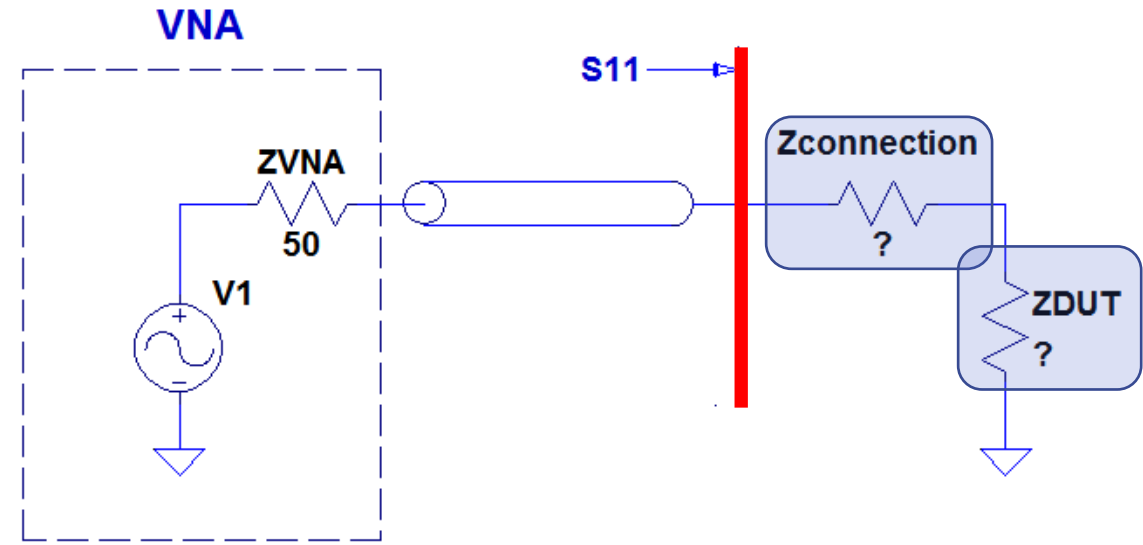 VNA
S11
Zconnection
ZVNA
?
50
V1
ZDUT
?